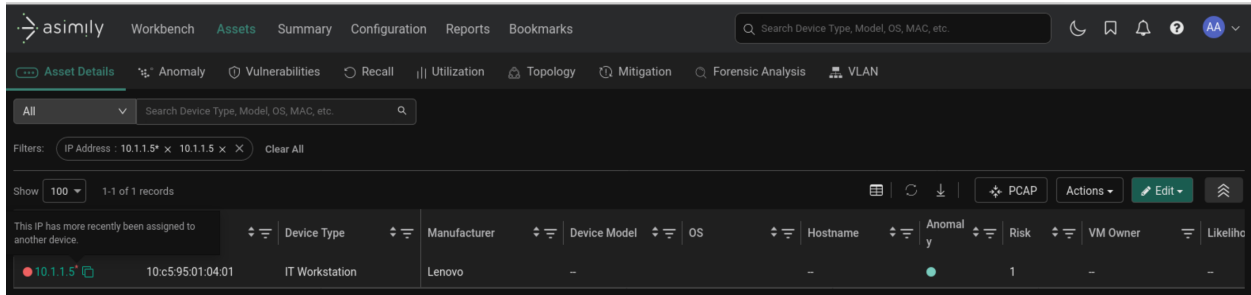 asimily Workbench Assets Summary Configuration Reports Bookmarks Search Device Type, Model, OS, MAC, etc. AA
Asset Details Anomaly Vulnerabilities Recall Utilization Topology Mitigation Forensic Analysis VLAN
All Search Device Type, Model, OS, MAC, etc.
Filters: IP Address : 10.1.1.5* × 10.1.1.5 × × Clear All
Show 100 1-1 of 1 records PCAP Actions Edit
This IP has more recently been assigned to
another device.
Device Type Manufacturer Device Model OS Hostname Anomal
y Risk VM Owner Likeliho
10.1.1.5* 10:c5:95:01:04:01 IT Workstation Lenovo -- -- 1 -- --